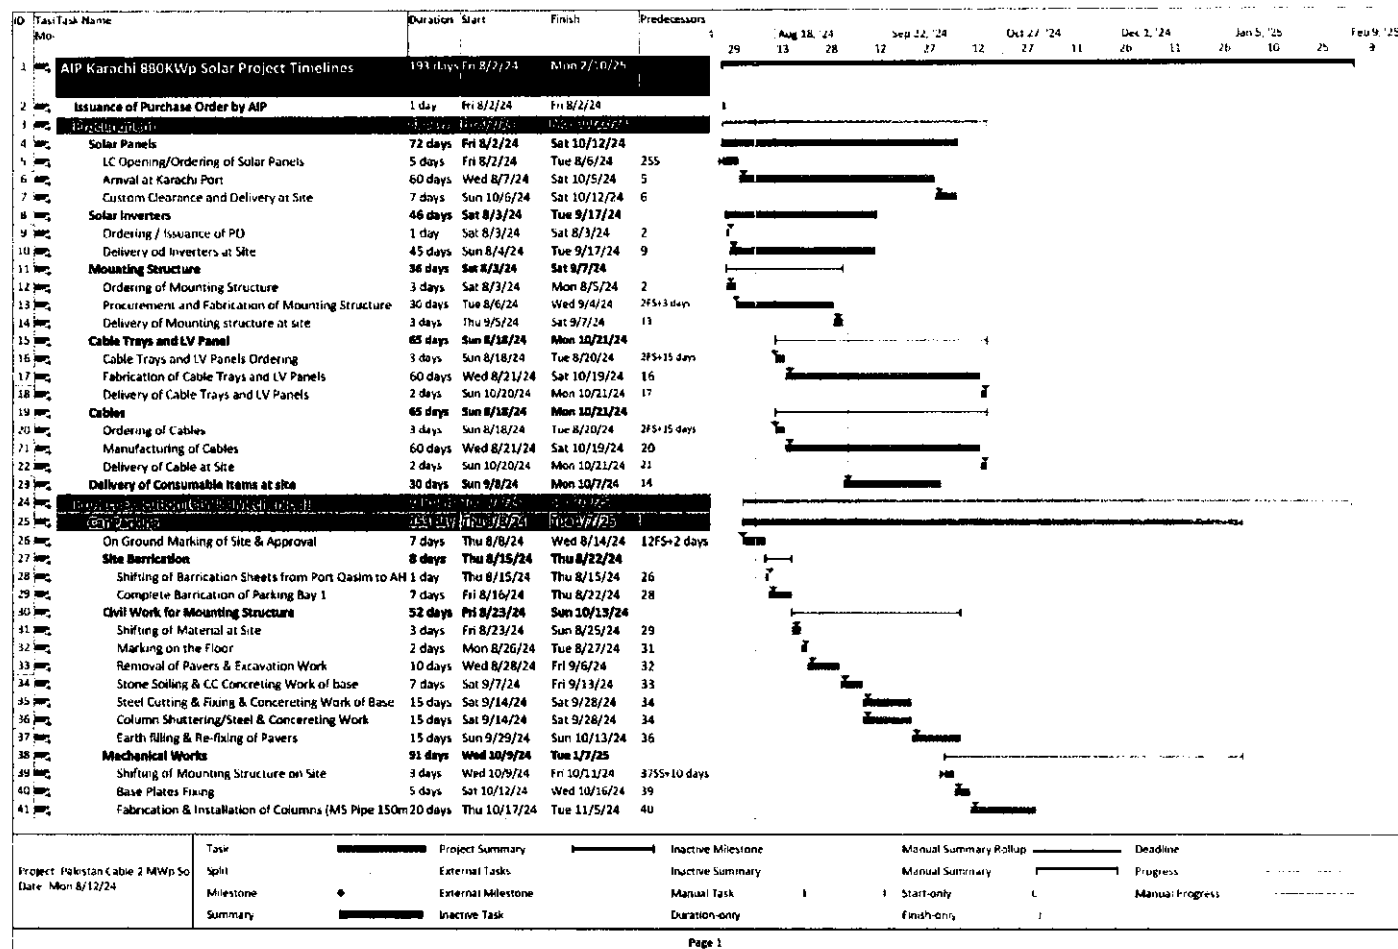 ID Task Name Duration Start Finish Predecessors
Aug 18, '24 Sep 22, '24 Oct 27, '24 Dec 1, '24 Jan 5, '25 Feb 9, '25
29 13 28 12 27 12 27 11 26 11 26 10 25 9
1 AIP Karachi 880KWp Solar Project Timelines 193 days Fri 8/2/24 Mon 2/10/25
2 Issuance of Purchase Order by AIP 1 day Fri 8/2/24 Fri 8/2/24
3 Procurement
4 Solar Panels 72 days Fri 8/2/24 Sat 10/12/24
5 LC Opening/Ordering of Solar Panels 5 days Fri 8/2/24 Tue 8/6/24 2SS
6 Arrival at Karachi Port 60 days Wed 8/7/24 Sat 10/5/24 5
7 Custom Clearance and Delivery at Site 7 days Sun 10/6/24 Sat 10/12/24 6
8 Solar Inverters 46 days Sat 8/3/24 Tue 9/17/24
9 Ordering / Issuance of PO 1 day Sat 8/3/24 Sat 8/3/24 2
10 Delivery od Inverters at Site 45 days Sun 8/4/24 Tue 9/17/24 9
11 Mounting Structure 36 days Sat 8/3/24 Sat 9/7/24
12 Ordering of Mounting Structure 3 days Sat 8/3/24 Mon 8/5/24 2
13 Procurement and Fabrication of Mounting Structure 30 days Tue 8/6/24 Wed 9/4/24 2FS+3 days
14 Delivery of Mounting structure at site 3 days Thu 9/5/24 Sat 9/7/24 13
15 Cable Trays and LV Panel 65 days Sun 8/18/24 Mon 10/21/24
16 Cable Trays and LV Panels Ordering 3 days Sun 8/18/24 Tue 8/20/24 2FS+15 days
17 Fabrication of Cable Trays and LV Panels 60 days Wed 8/21/24 Sat 10/19/24 16
18 Delivery of Cable Trays and LV Panels 2 days Sun 10/20/24 Mon 10/21/24 17
19 Cables 65 days Sun 8/18/24 Mon 10/21/24
20 Ordering of Cables 3 days Sun 8/18/24 Tue 8/20/24 2FS+15 days
21 Manufacturing of Cables 60 days Wed 8/21/24 Sat 10/19/24 20
22 Delivery of Cable at Site 2 days Sun 10/20/24 Mon 10/21/24 21
23 Delivery of Consumable Items at site 30 days Sun 9/8/24 Mon 10/7/24 14
24
25 Car Parking Thu 8/8/24 Tue 1/7/25
26 On Ground Marking of Site & Approval 7 days Thu 8/8/24 Wed 8/14/24 12FS+2 days
27 Site Barrication 8 days Thu 8/15/24 Thu 8/22/24
28 Shifting of Barrication Sheets from Port Qasim to AH 1 day Thu 8/15/24 Thu 8/15/24 26
29 Complete Barrication of Parking Bay 1 7 days Fri 8/16/24 Thu 8/22/24 28
30 Civil Work for Mounting Structure 52 days Fri 8/23/24 Sun 10/13/24
31 Shifting of Material at Site 3 days Fri 8/23/24 Sun 8/25/24 29
32 Marking on the Floor 2 days Mon 8/26/24 Tue 8/27/24 31
33 Removal of Pavers & Excavation Work 10 days Wed 8/28/24 Fri 9/6/24 32
34 Stone Soiling & CC Concreting Work of base 7 days Sat 9/7/24 Fri 9/13/24 33
35 Steel Cutting & Fixing & Concereting Work of Base 15 days Sat 9/14/24 Sat 9/28/24 34
36 Column Shuttering/Steel & Concereting Work 15 days Sat 9/14/24 Sat 9/28/24 34
37 Earth filling & Re-fixing of Pavers 15 days Sun 9/29/24 Sun 10/13/24 36
38 Mechanical Works 91 days Wed 10/9/24 Tue 1/7/25
39 Shifting of Mounting Structure on Site 3 days Wed 10/9/24 Fri 10/11/24 37SS+10 days
40 Base Plates Fixing 5 days Sat 10/12/24 Wed 10/16/24 39
41 Fabrication & Installation of Columns (MS Pipe 150m 20 days Thu 10/17/24 Tue 11/5/24 40
Project: Pakistan Cable 2 MWp So
Date: Mon 8/12/24
Task Project Summary Inactive Milestone Manual Summary Rollup Deadline
Split External Tasks Inactive Summary Manual Summary Progress
Milestone External Milestone Manual Task Start-only Manual Progress
Summary Inactive Task Duration-only Finish-only
Page 1